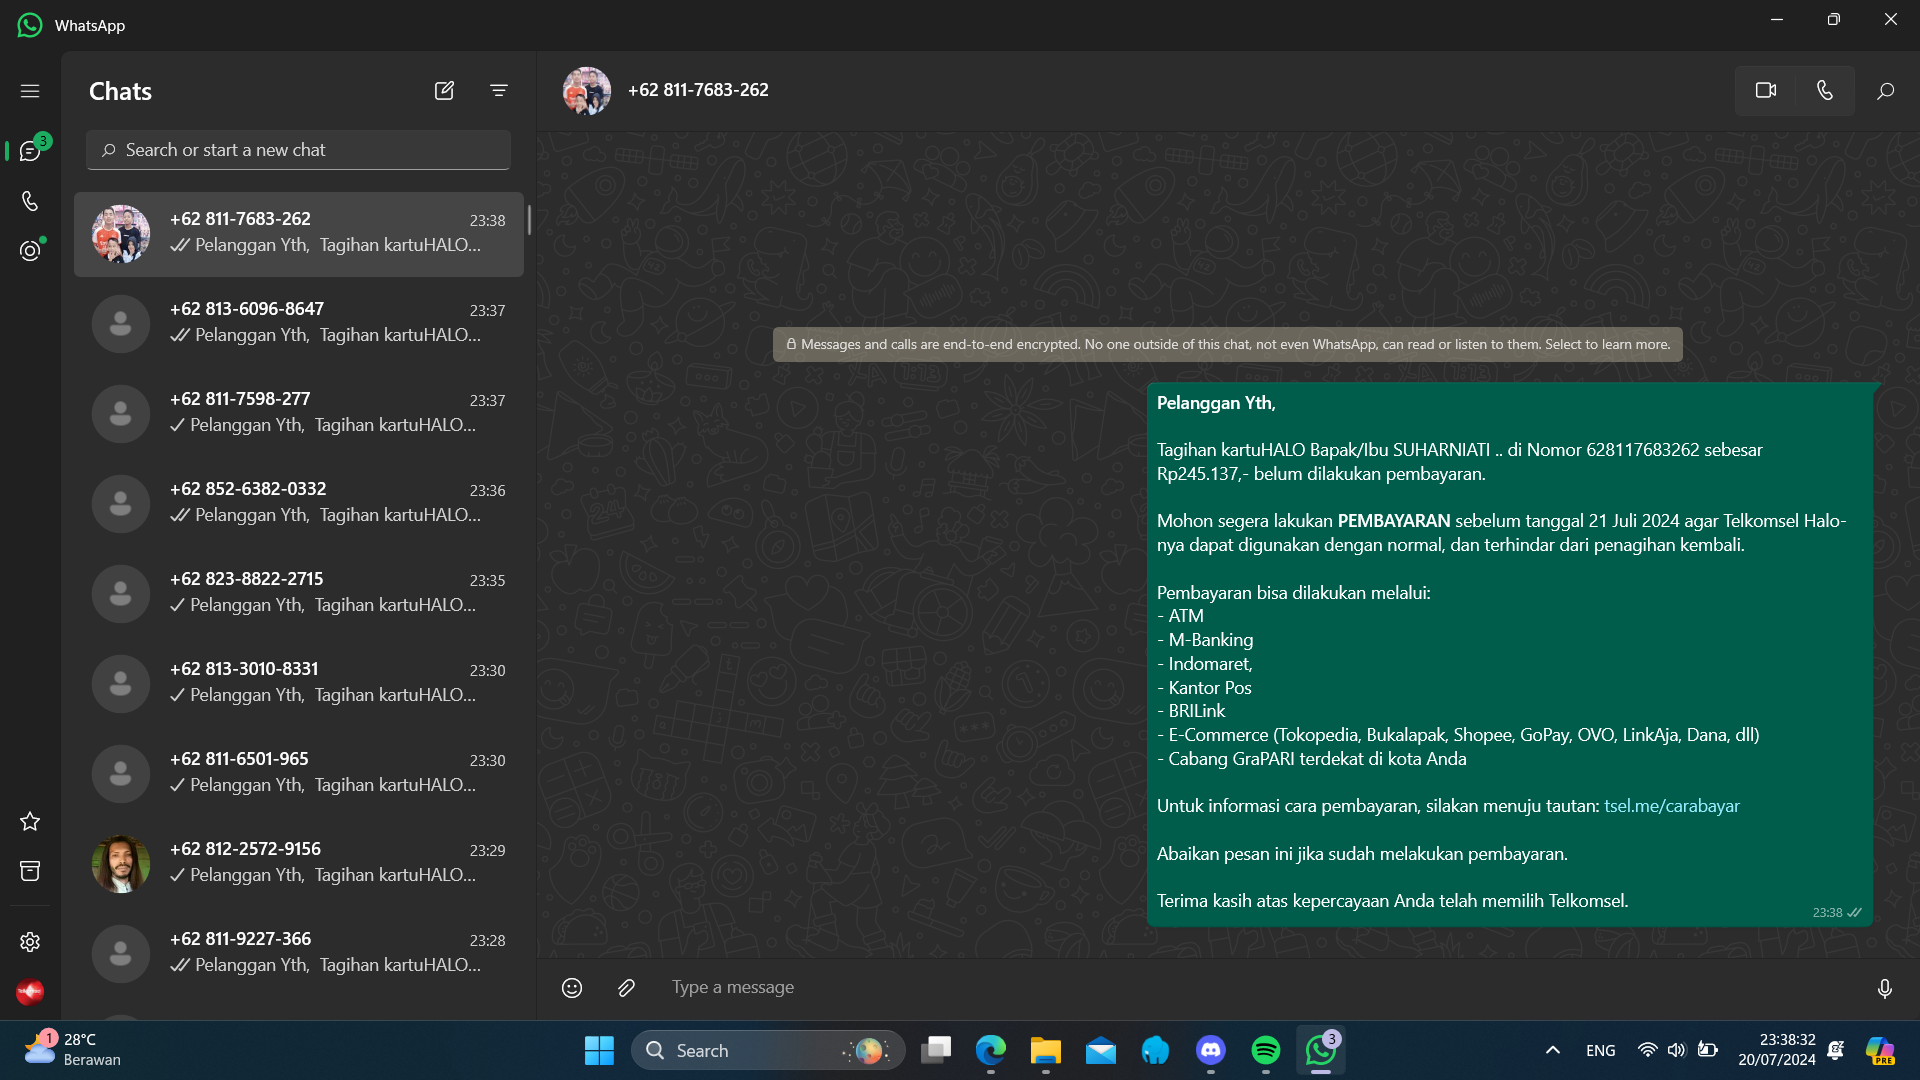 WhatsApp
Chats
Search or start a new chat
3
+62 811-7683-262
23:38
Pelanggan Yth, Tagihan kartuHALO...
+62 813-6096-8647
23:37
Pelanggan Yth, Tagihan kartuHALO...
+62 811-7598-277
23:37
Pelanggan Yth, Tagihan kartuHALO...
+62 852-6382-0332
23:36
Pelanggan Yth, Tagihan kartuHALO...
+62 823-8822-2715
23:35
Pelanggan Yth, Tagihan kartuHALO...
+62 813-3010-8331
23:30
Pelanggan Yth, Tagihan kartuHALO...
+62 811-6501-965
23:30
Pelanggan Yth, Tagihan kartuHALO...
+62 812-2572-9156
23:29
Pelanggan Yth, Tagihan kartuHALO...
+62 811-9227-366
23:28
Pelanggan Yth, Tagihan kartuHALO...
+62 811-7683-262
Messages and calls are end-to-end encrypted. No one outside of this chat, not even WhatsApp, can read or listen to them. Select to learn more.
Pelanggan Yth,
Tagihan kartuHALO Bapak/Ibu SUHARNIATI .. di Nomor 628117683262 sebesar
Rp245.137,- belum dilakukan pembayaran.
Mohon segera lakukan PEMBAYARAN sebelum tanggal 21 Juli 2024 agar Telkomsel Halo-
nya dapat digunakan dengan normal, dan terhindar dari penagihan kembali.
Pembayaran bisa dilakukan melalui:
- ATM
- M-Banking
- Indomaret,
- Kantor Pos
- BRILink
- E-Commerce (Tokopedia, Bukalapak, Shopee, GoPay, OVO, LinkAja, Dana, dll)
- Cabang GraPARI terdekat di kota Anda
Untuk informasi cara pembayaran, silakan menuju tautan: tsel.me/carabayar
Abaikan pesan ini jika sudah melakukan pembayaran.
Terima kasih atas kepercayaan Anda telah memilih Telkomsel.
23:38
Type a message
1
28°C
Berawan
Search
3
ENG
23:38:32
20/07/2024
PRE